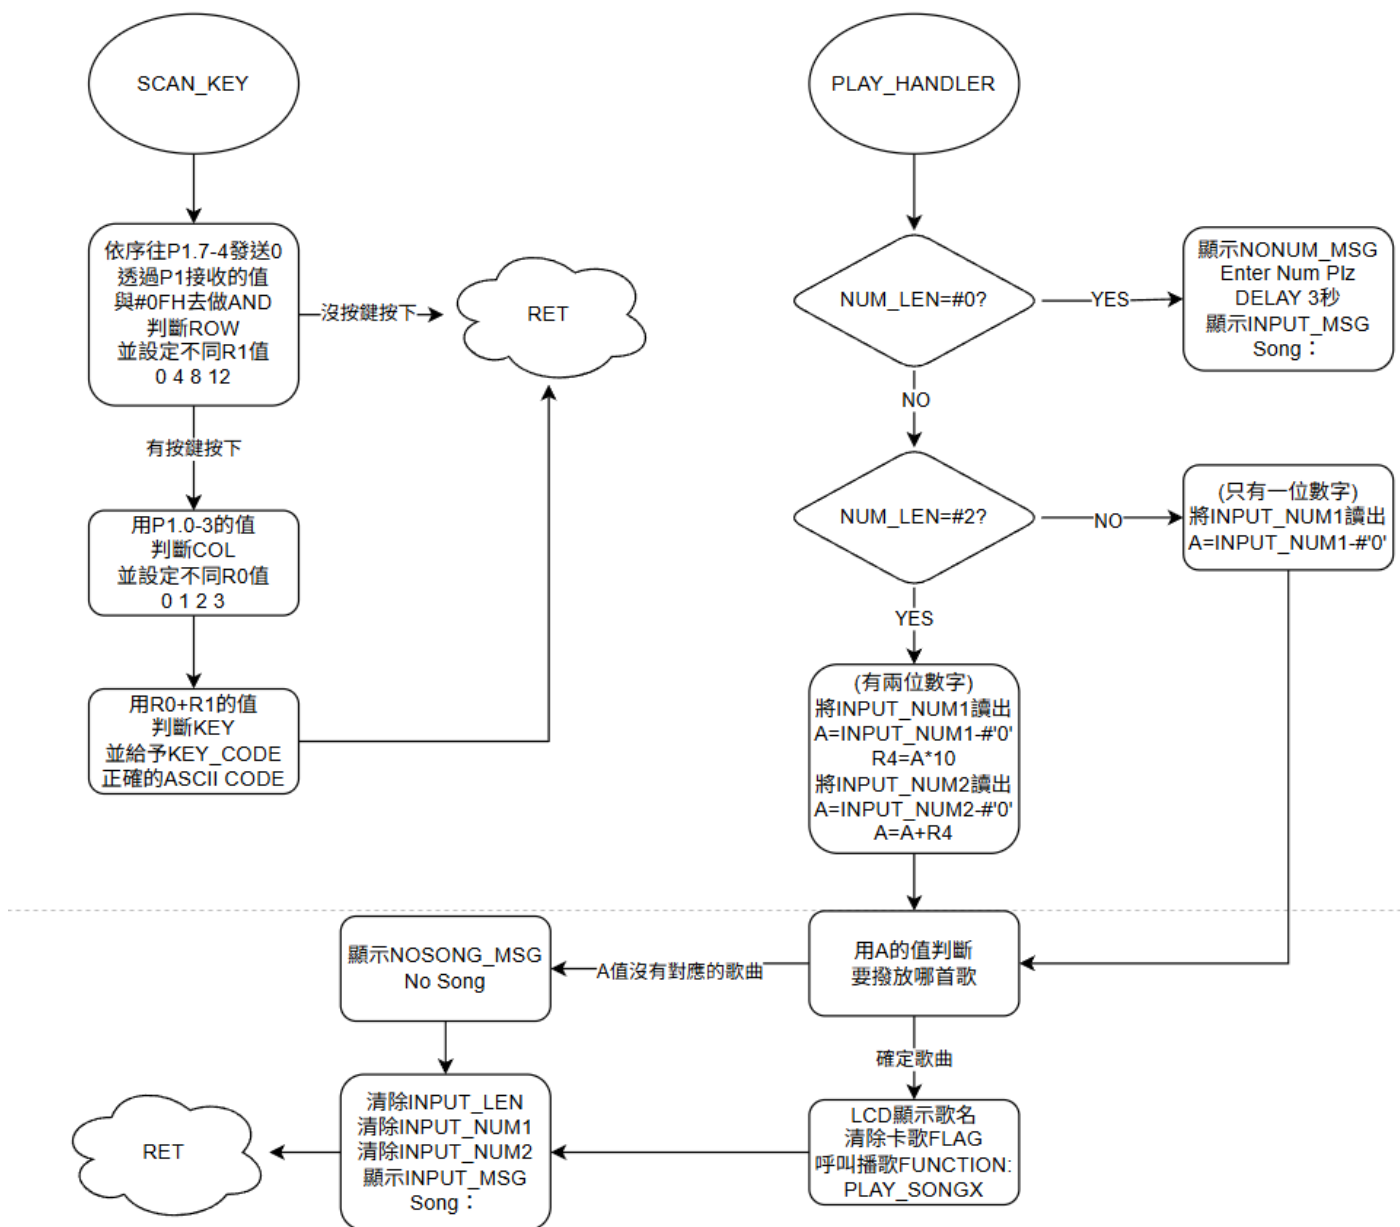 SCAN_KEY
依序往P1.7-4發送0
透過P1接收的值
與#0FH去做AND
判斷ROW
並設定不同R1值
0 4 8 12
沒按鍵按下
RET
有按鍵按下
用P1.0-3的值
判斷COL
並設定不同R0值
0 1 2 3
用R0+R1的值
判斷KEY
並給予KEY_CODE
正確的ASCII CODE
PLAY_HANDLER
NUM_LEN=#0?
YES
顯示NONUM_MSG
Enter Num Plz
DELAY 3秒
顯示INPUT_MSG
Song：
NO
NUM_LEN=#2?
NO
(只有一位數字)
將INPUT_NUM1讀出
A=INPUT_NUM1-#'0'
YES
(有兩位數字)
將INPUT_NUM1讀出
A=INPUT_NUM1-#'0'
R4=A*10
將INPUT_NUM2讀出
A=INPUT_NUM2-#'0'
A=A+R4
用A的值判斷
要撥放哪首歌
A值沒有對應的歌曲
顯示NOSONG_MSG
No Song
確定歌曲
LCD顯示歌名
清除卡歌FLAG
呼叫播歌FUNCTION:
PLAY_SONGX
清除INPUT_LEN
清除INPUT_NUM1
清除INPUT_NUM2
顯示INPUT_MSG
Song：
RET